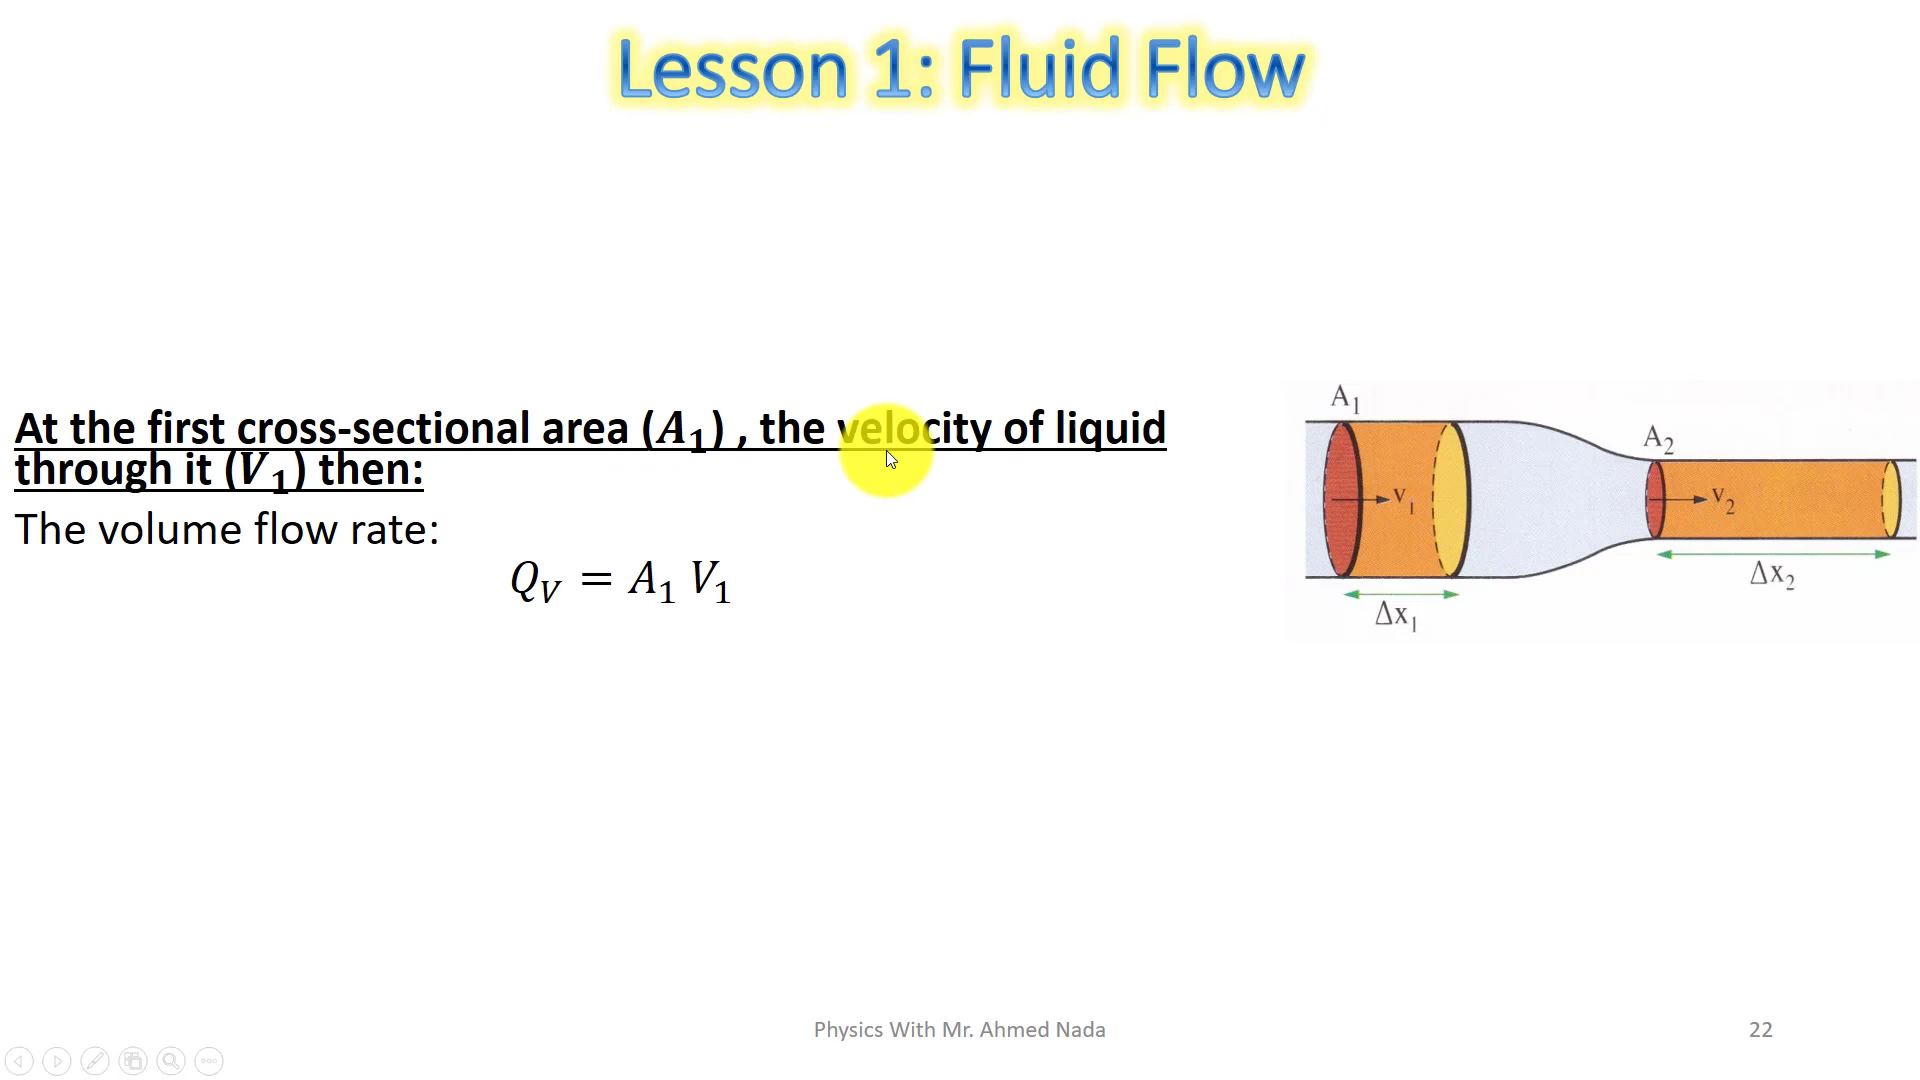 Lesson 1: Fluid Flow
At the first cross-sectional area (A₁) , the velocity of liquid
through it (V₁) then:
The volume flow rate:
Q_V = A₁ V₁
A₁
A₂
v₁
v₂
Δx₁
Δx₂
Physics With Mr. Ahmed Nada
22